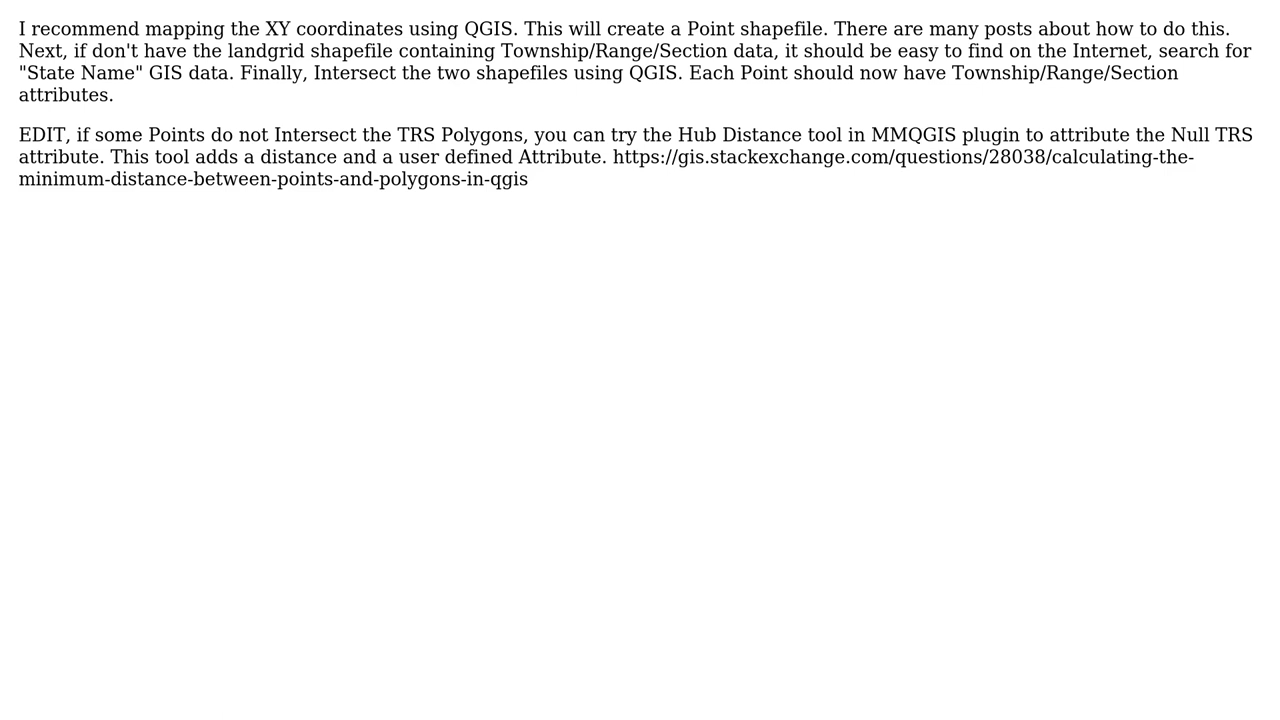 I recommend mapping the XY coordinates using QGIS. This will create a Point shapefile. There are many posts about how to do this.
Next, if don't have the landgrid shapefile containing Township/Range/Section data, it should be easy to find on the Internet, search for
"State Name" GIS data. Finally, Intersect the two shapefiles using QGIS. Each Point should now have Township/Range/Section
attributes.
EDIT, if some Points do not Intersect the TRS Polygons, you can try the Hub Distance tool in MMQGIS plugin to attribute the Null TRS
attribute. This tool adds a distance and a user defined Attribute. https://gis.stackexchange.com/questions/28038/calculating-the-
minimum-distance-between-points-and-polygons-in-qgis